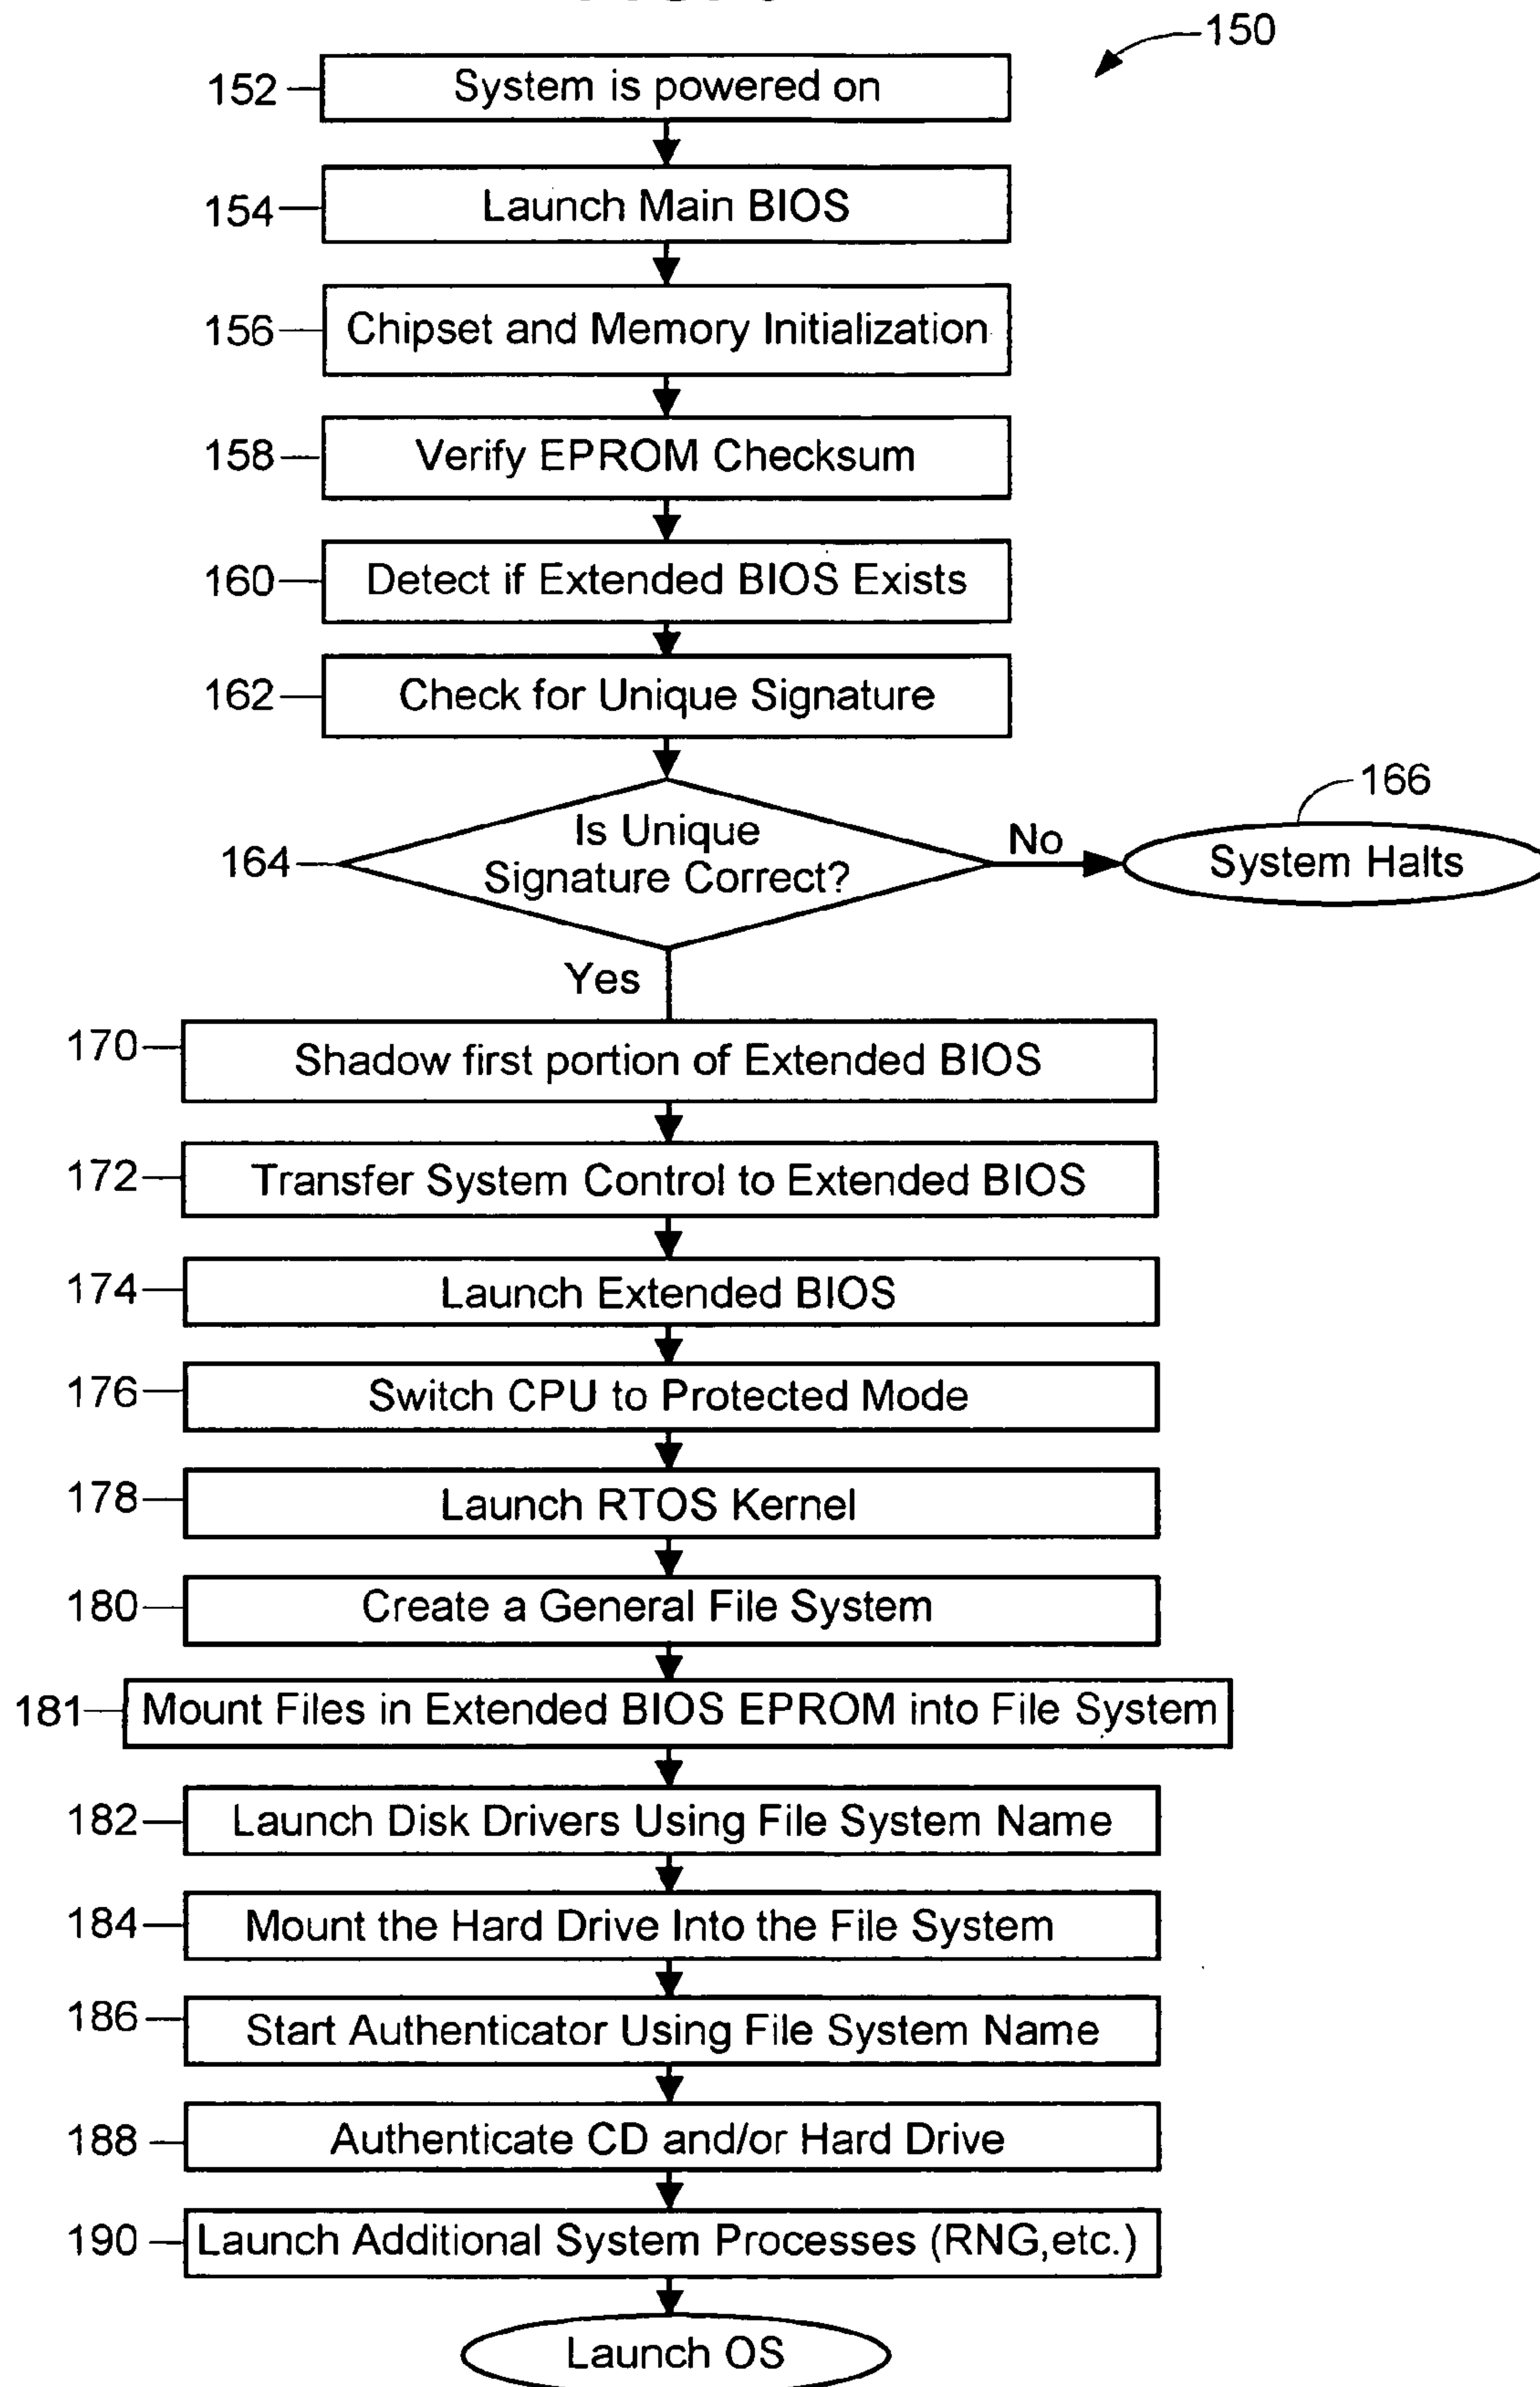 150
152 System is powered on
154 Launch Main BIOS
156 Chipset and Memory Initialization
158 Verify EPROM Checksum
160 Detect if Extended BIOS Exists
162 Check for Unique Signature
166
164 Is Unique
Signature Correct?
No
System Halts
Yes
170 Shadow first portion of Extended BIOS
172 Transfer System Control to Extended BIOS
174 Launch Extended BIOS
176 Switch CPU to Protected Mode
178 Launch RTOS Kernel
180 Create a General File System
181 Mount Files in Extended BIOS EPROM into File System
182 Launch Disk Drivers Using File System Name
184 Mount the Hard Drive Into the File System
186 Start Authenticator Using File System Name
188 Authenticate CD and/or Hard Drive
190 Launch Additional System Processes (RNG,etc.)
Launch OS